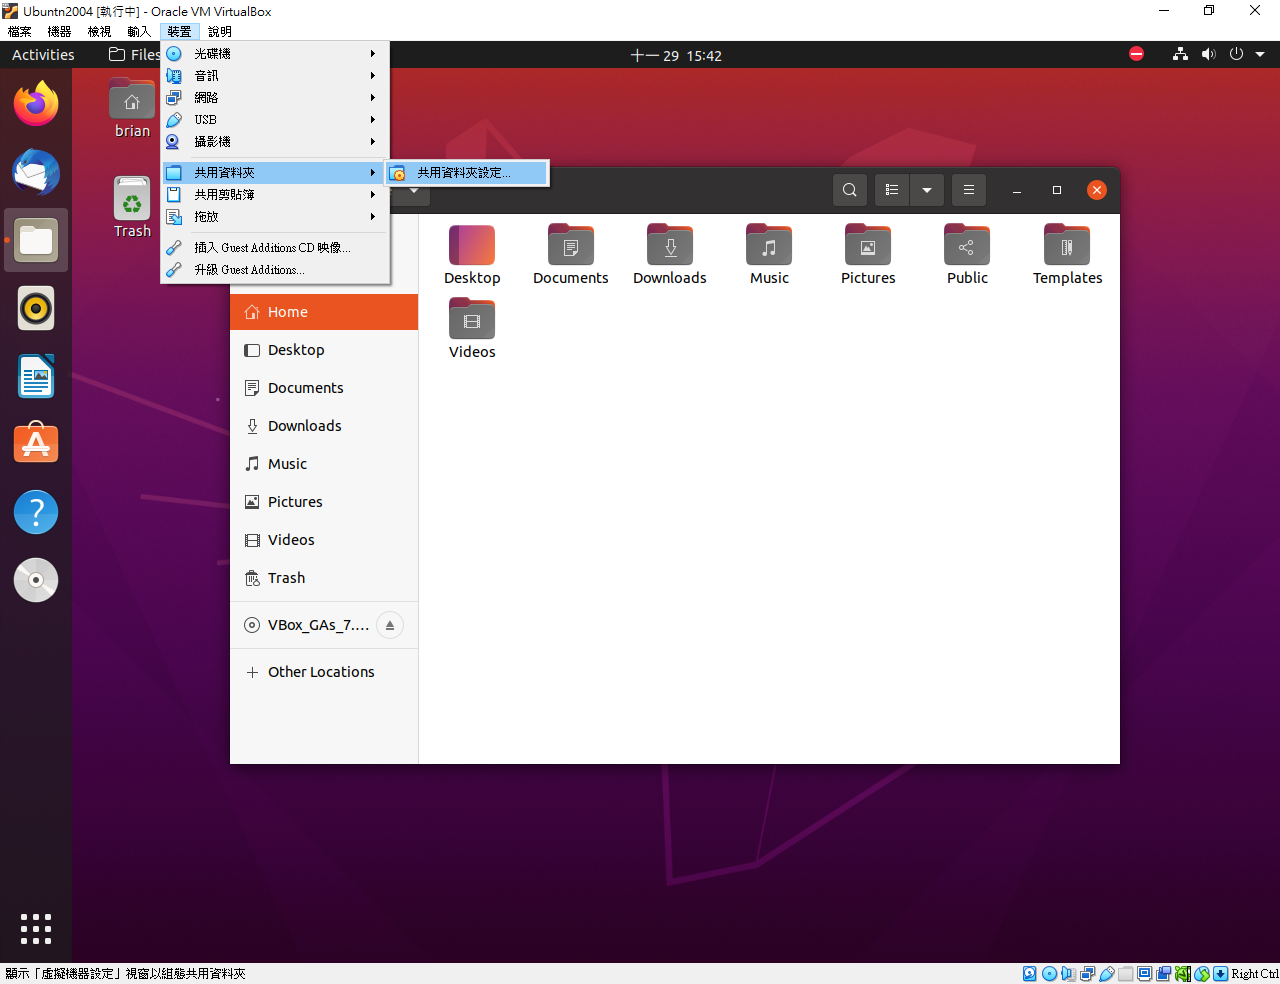 Ubuntn2004 [執行中] - Oracle VM VirtualBox
檔案 機器 檢視 輸入 裝置 說明
Activities Files 十一 29 15:42
光碟機
音訊
網路
USB
攝影機
共用資料夾
共用資料夾設定...
共用剪貼簿
拖放
插入 Guest Additions CD 映像...
升級 Guest Additions...
brian
Trash
Home
Desktop
Documents
Downloads
Music
Pictures
Videos
Trash
VBox_GAs_7....
Other Locations
Desktop Documents Downloads Music Pictures Public Templates
Videos
顯示「虛擬機器設定」視窗以組態共用資料夾
Right Ctrl